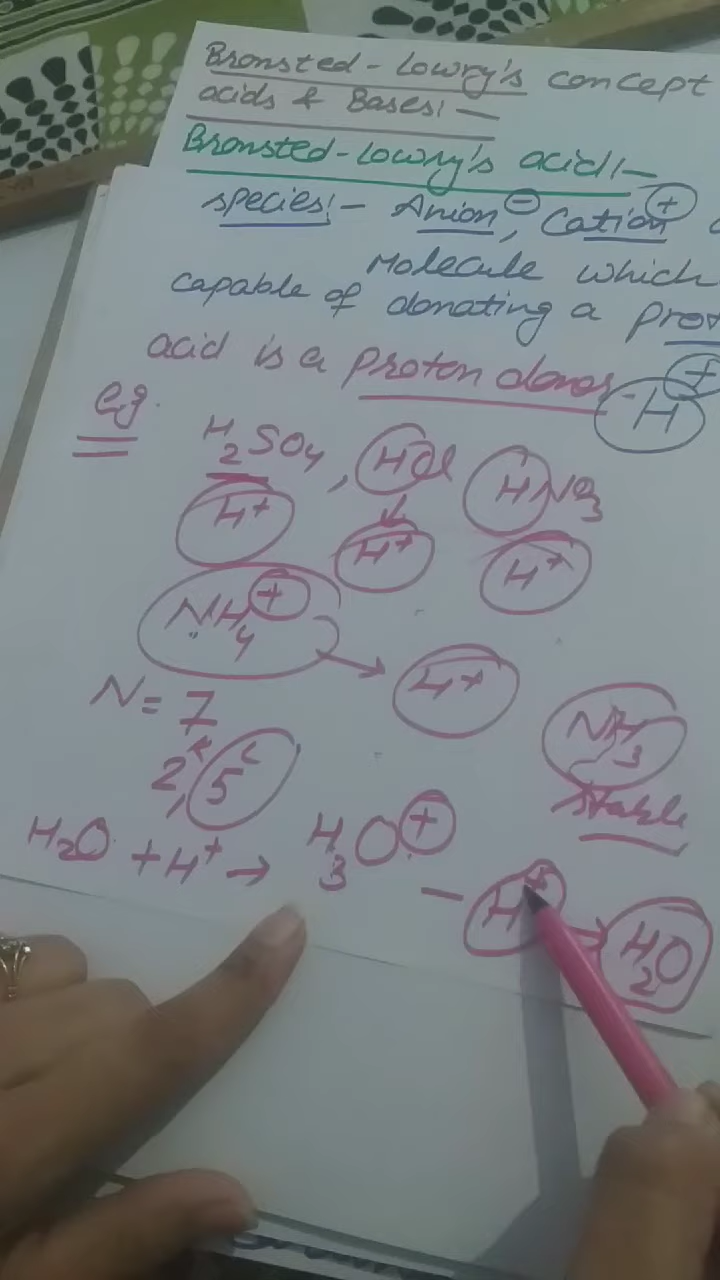 Bronsted-Lowry's concept
acids & Bases:-
Bronsted-Lowry's acid:-
species:- Anion ⊖, Cation ⊕
Molecule which
capable of donating a
acid is a proton donor H+
eg.
H2SO4, HCl HNO3
H+ H+ H+
NH4+ → H+
N=7 NH3
2, 5 stable
H2O + H+ → H3O+ - H+ → H2O